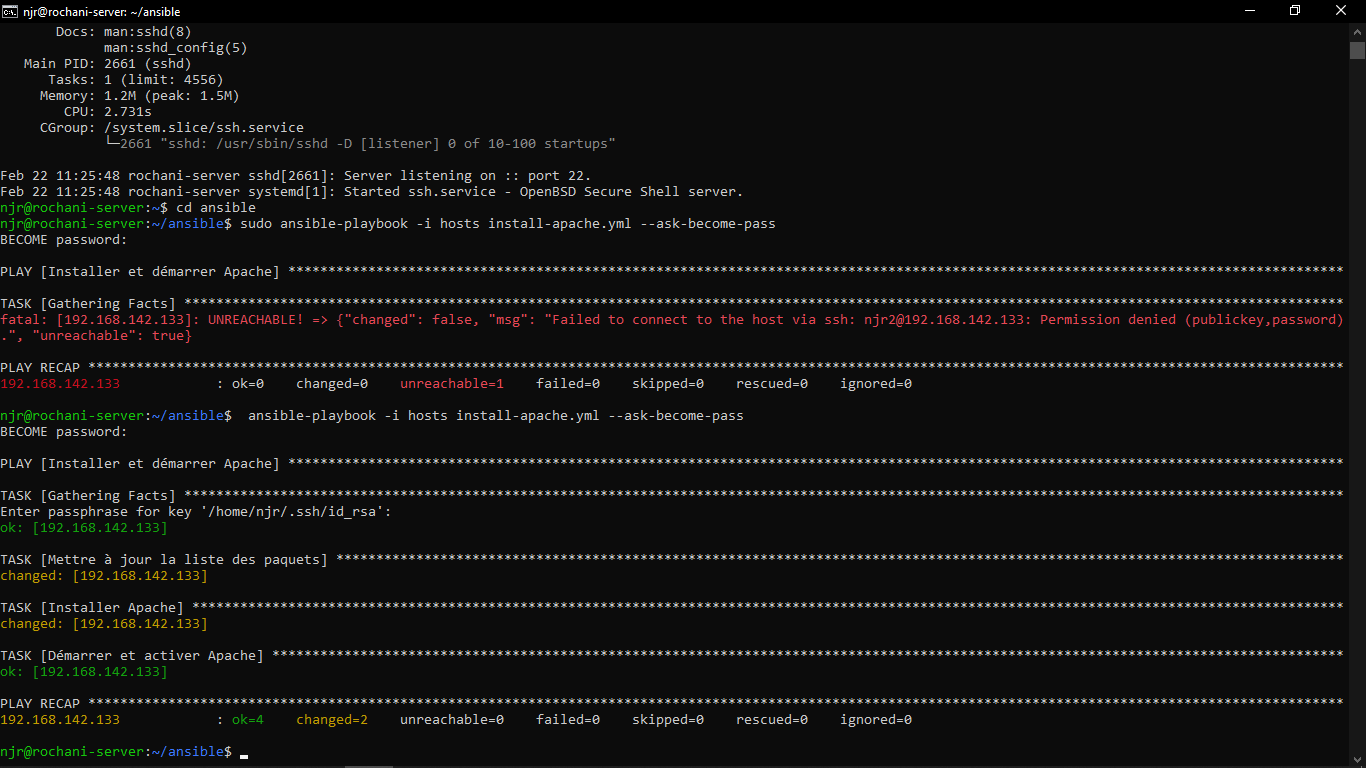 njr@rochani-server: ~/ansible
Docs: man:sshd(8)
man:sshd_config(5)
Main PID: 2661 (sshd)
Tasks: 1 (limit: 4556)
Memory: 1.2M (peak: 1.5M)
CPU: 2.731s
CGroup: /system.slice/ssh.service
└─2661 "sshd: /usr/sbin/sshd -D [listener] 0 of 10-100 startups"
Feb 22 11:25:48 rochani-server sshd[2661]: Server listening on :: port 22.
Feb 22 11:25:48 rochani-server systemd[1]: Started ssh.service - OpenBSD Secure Shell server.
njr@rochani-server:~$ cd ansible
njr@rochani-server:~/ansible$ sudo ansible-playbook -i hosts install-apache.yml --ask-become-pass
BECOME password:
PLAY [Installer et démarrer Apache] ************************************************************************************************************************************
TASK [Gathering Facts] *************************************************************************************************************************************************
fatal: [192.168.142.133]: UNREACHABLE! => {"changed": false, "msg": "Failed to connect to the host via ssh: njr2@192.168.142.133: Permission denied (publickey,password)
.", "unreachable": true}
PLAY RECAP *************************************************************************************************************************************************************
192.168.142.133            : ok=0    changed=0    unreachable=1    failed=0    skipped=0    rescued=0    ignored=0
njr@rochani-server:~/ansible$  ansible-playbook -i hosts install-apache.yml --ask-become-pass
BECOME password:
PLAY [Installer et démarrer Apache] ************************************************************************************************************************************
TASK [Gathering Facts] *************************************************************************************************************************************************
Enter passphrase for key '/home/njr/.ssh/id_rsa':
ok: [192.168.142.133]
TASK [Mettre à jour la liste des paquets] ******************************************************************************************************************************
changed: [192.168.142.133]
TASK [Installer Apache] ************************************************************************************************************************************************
changed: [192.168.142.133]
TASK [Démarrer et activer Apache] **************************************************************************************************************************************
ok: [192.168.142.133]
PLAY RECAP *************************************************************************************************************************************************************
192.168.142.133            : ok=4    changed=2    unreachable=0    failed=0    skipped=0    rescued=0    ignored=0
njr@rochani-server:~/ansible$